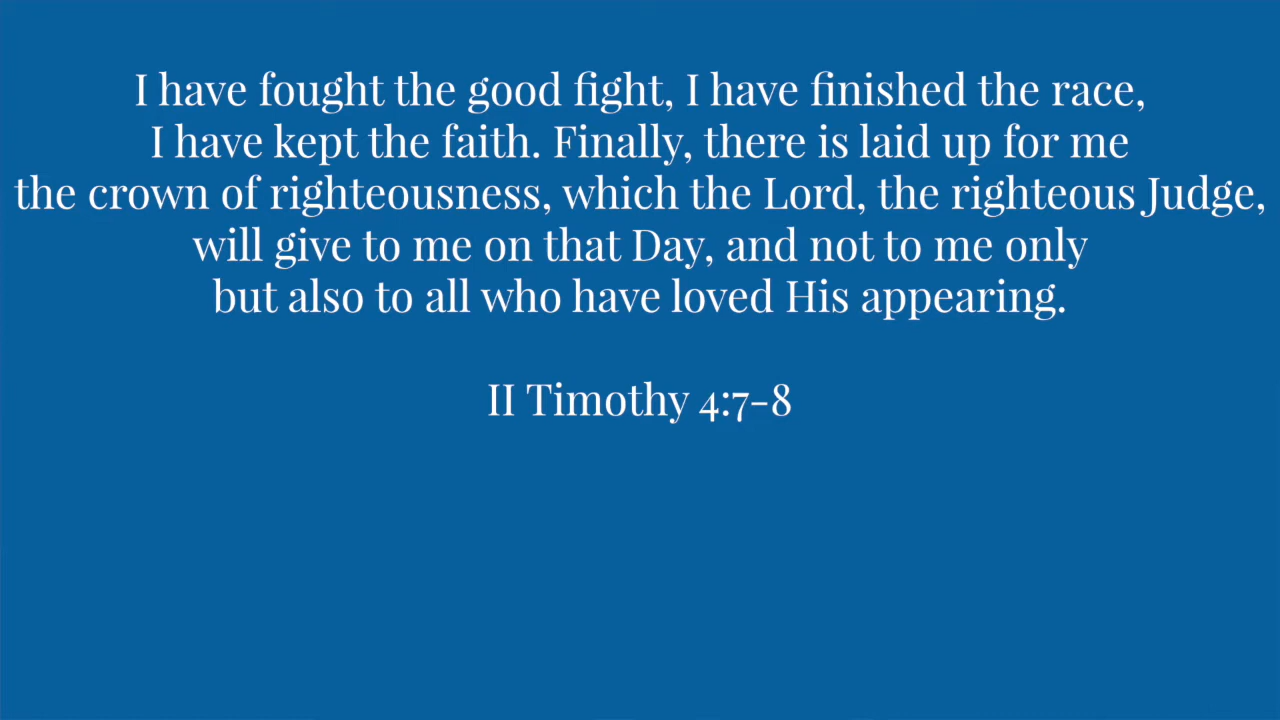 I have fought the good fight, I have finished the race,
I have kept the faith. Finally, there is laid up for me
the crown of righteousness, which the Lord, the righteous Judge,
will give to me on that Day, and not to me only
but also to all who have loved His appearing.
II Timothy 4:7-8